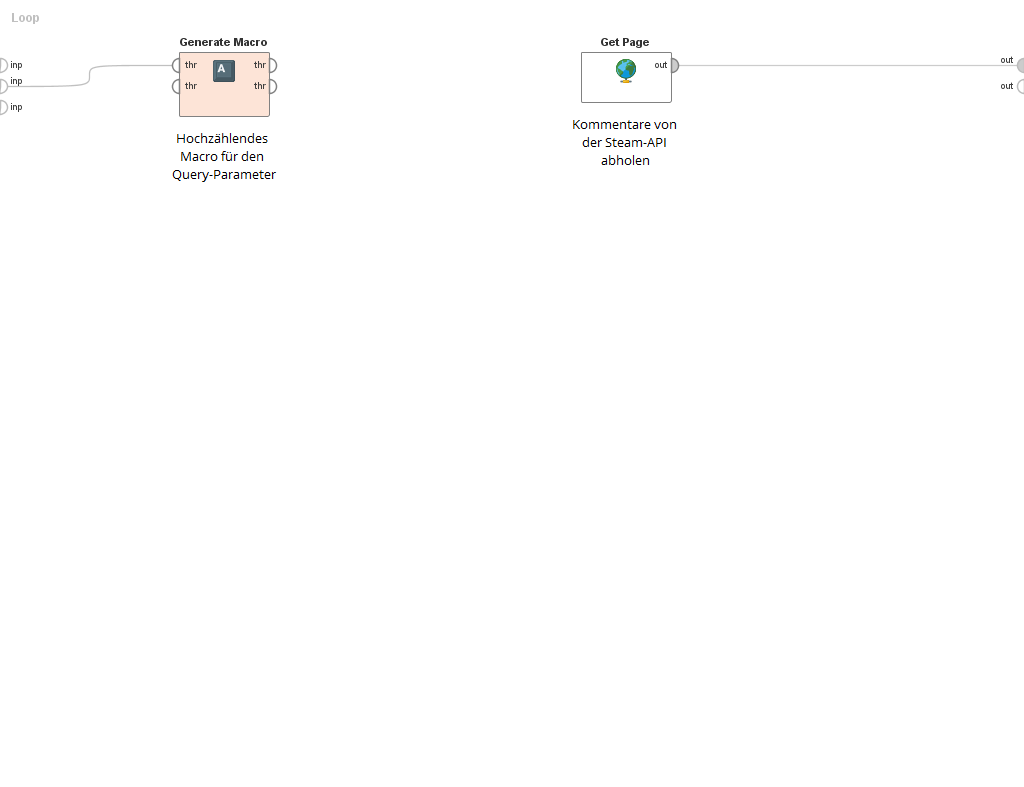 Loop
Generate Macro
Get Page
inp
thr
thr
out
out
inp
thr
thr
out
inp
A
Hochzählendes
Macro für den
Query-Parameter
Kommentare von
der Steam-API
abholen